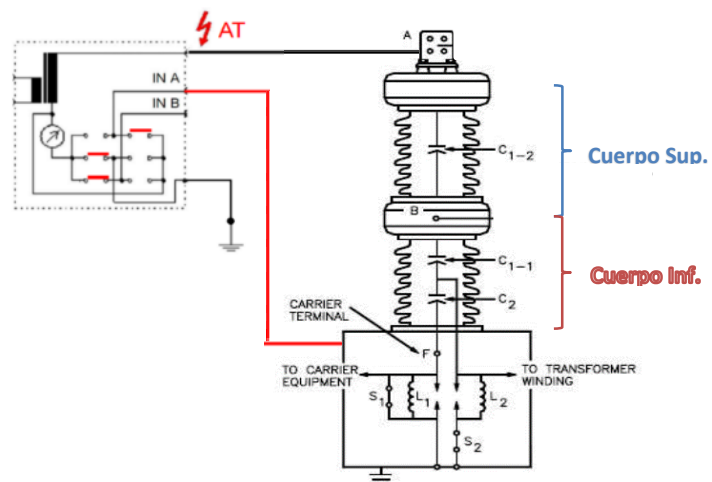 AT
A
IN A
IN B
C1-2
Cuerpo Sup.
B
C1-1
Cuerpo Inf.
C2
CARRIER
TERMINAL
F
TO CARRIER
EQUIPMENT
TO TRANSFORMER
WINDING
S1
L1
L2
S2